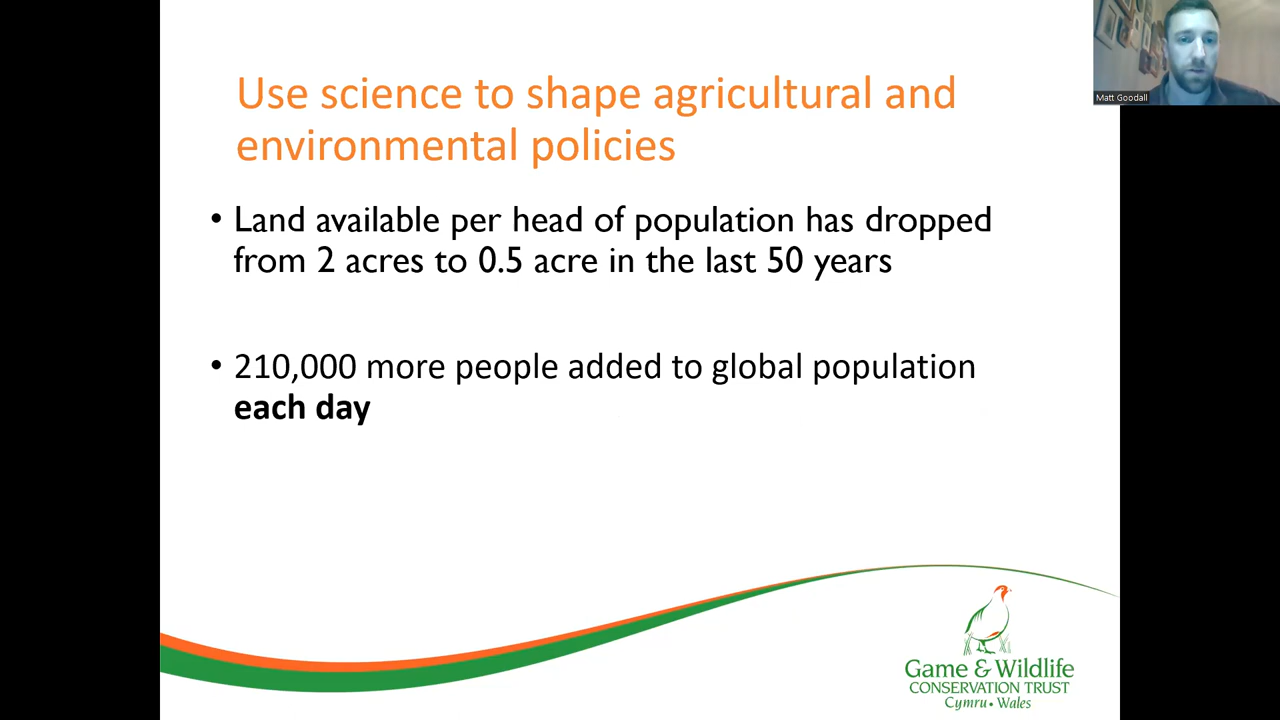 Use science to shape agricultural and
environmental policies
• Land available per head of population has dropped
from 2 acres to 0.5 acre in the last 50 years
• 210,000 more people added to global population
each day
Matt Goodall
Game & Wildlife
CONSERVATION TRUST
Cymru • Wales